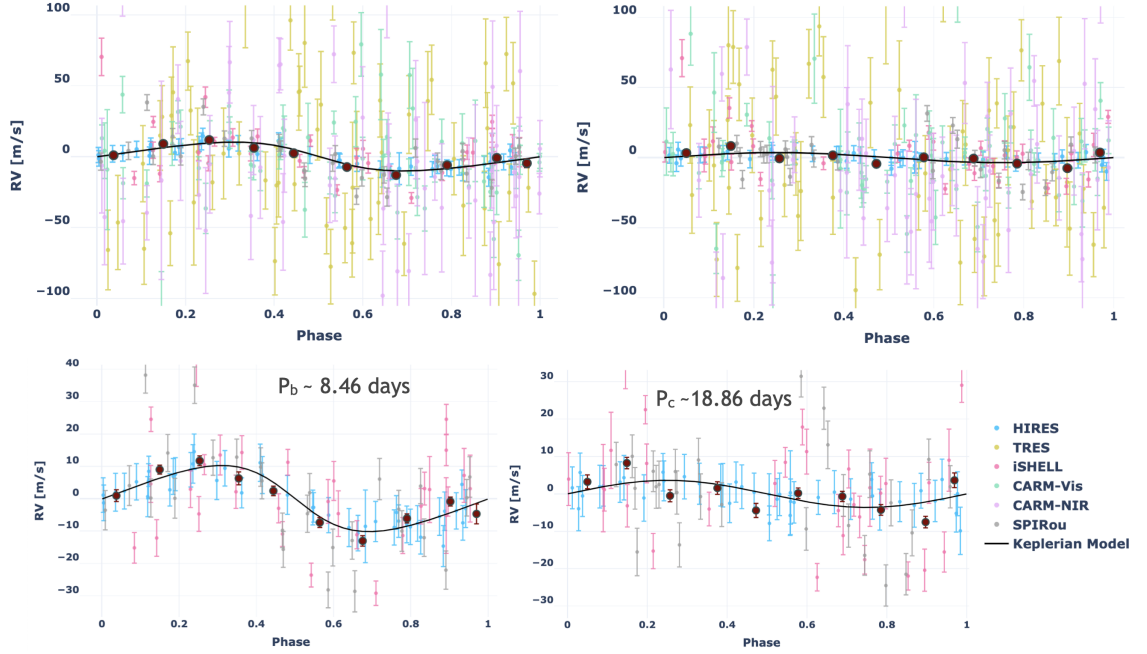 100
50
0
−50
−100
RV [m/s]
0
0.2
0.4
0.6
0.8
1
Phase
100
50
0
−50
−100
RV [m/s]
0
0.2
0.4
0.6
0.8
1
Phase
40
30
20
10
0
−10
−20
−30
RV [m/s]
P_b ~ 8.46 days
0
0.2
0.4
0.6
0.8
1
Phase
30
20
10
0
−10
−20
−30
RV [m/s]
P_c ~18.86 days
0
0.2
0.4
0.6
0.8
1
Phase
HIRES
TRES
iSHELL
CARM-Vis
CARM-NIR
SPIRou
Keplerian Model